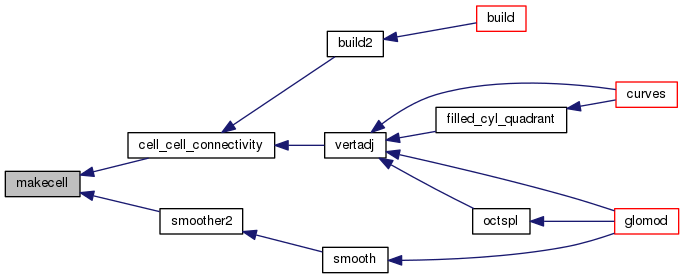 build
build2
curves
filled_cyl_quadrant
cell_cell_connectivity
vertadj
makecell
smoother2
octspl
glomod
smooth